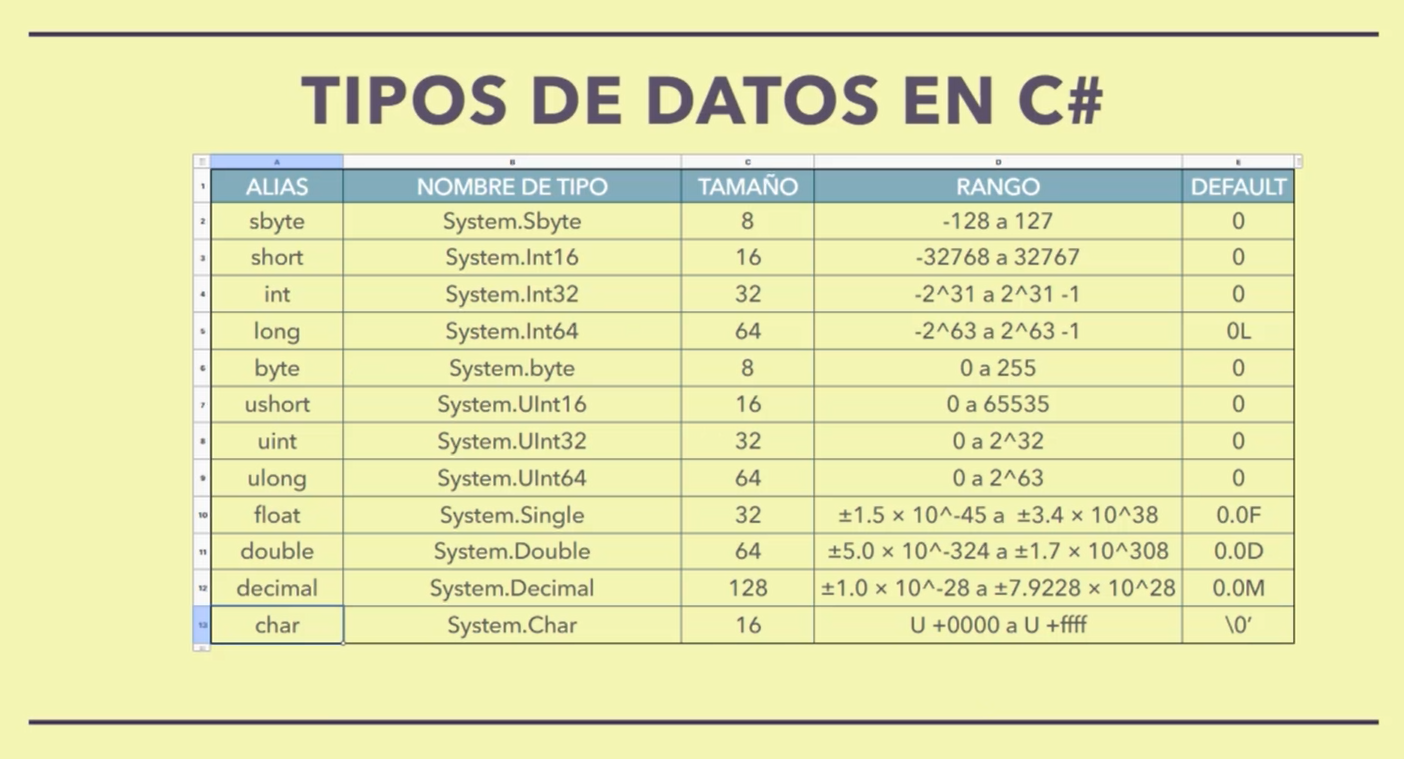 TIPOS DE DATOS EN C#
A B C D E
1 ALIAS NOMBRE DE TIPO TAMAÑO RANGO DEFAULT
2 sbyte System.Sbyte 8 -128 a 127 0
3 short System.Int16 16 -32768 a 32767 0
4 int System.Int32 32 -2^31 a 2^31 -1 0
5 long System.Int64 64 -2^63 a 2^63 -1 0L
6 byte System.byte 8 0 a 255 0
7 ushort System.UInt16 16 0 a 65535 0
8 uint System.UInt32 32 0 a 2^32 0
9 ulong System.UInt64 64 0 a 2^63 0
10 float System.Single 32 ±1.5 × 10^-45 a ±3.4 × 10^38 0.0F
11 double System.Double 64 ±5.0 × 10^-324 a ±1.7 × 10^308 0.0D
12 decimal System.Decimal 128 ±1.0 × 10^-28 a ±7.9228 × 10^28 0.0M
13 char System.Char 16 U +0000 a U +ffff \0’